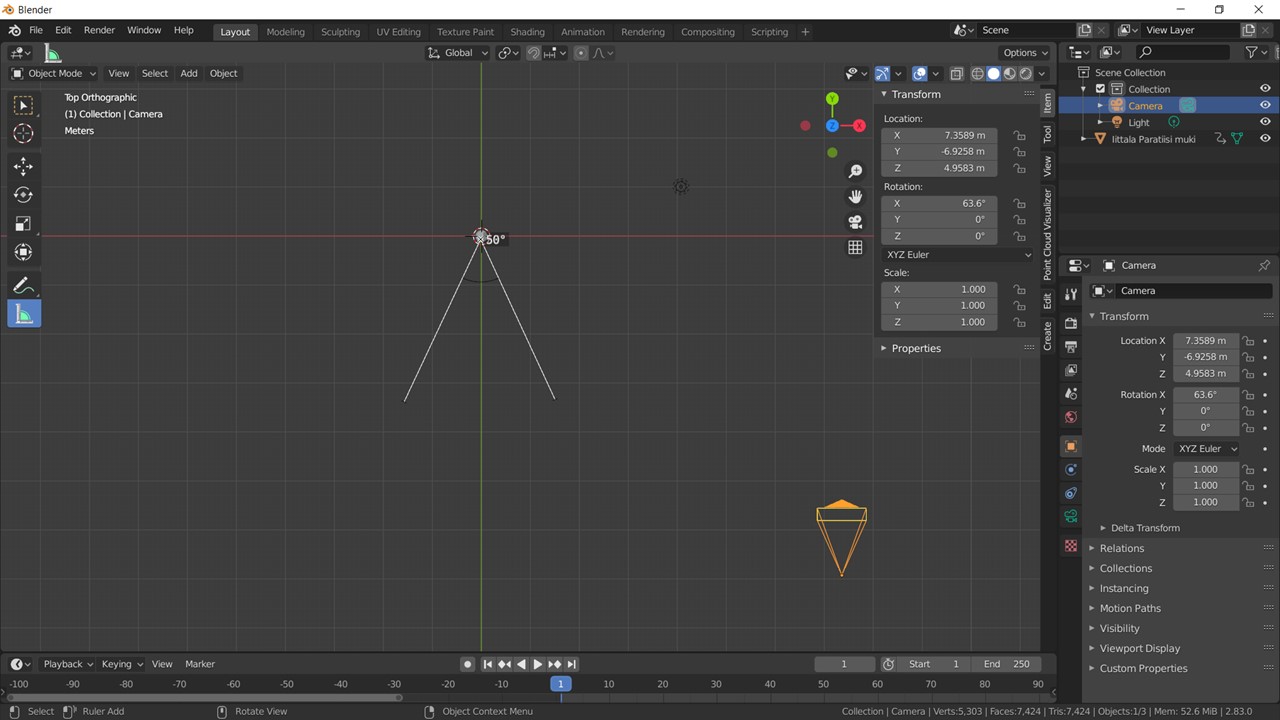 Blender
File Edit Render Window Help Layout Modeling Sculpting UV Editing Texture Paint Shading Animation Rendering Compositing Scripting + Scene View Layer
Global Options
Object Mode View Select Add Object
Top Orthographic
(1) Collection | Camera
Meters
50°
Y
Z X
Transform
Location:
X 7.3589 m
Y -6.9258 m
Z 4.9583 m
Rotation:
X 63.6°
Y 0°
Z 0°
XYZ Euler
Scale:
X 1.000
Y 1.000
Z 1.000
Properties
Item
Tool
View
Point Cloud Visualizer
Edit
Create
Scene Collection
Collection
Camera
Light
Iittala Paratiisi muki
Camera
Camera
Transform
Location X 7.3589 m
Y -6.9258 m
Z 4.9583 m
Rotation X 63.6°
Y 0°
Z 0°
Mode XYZ Euler
Scale X 1.000
Y 1.000
Z 1.000
Delta Transform
Relations
Collections
Instancing
Motion Paths
Visibility
Viewport Display
Custom Properties
Playback Keying View Marker 1 Start 1 End 250
-100 -90 -80 -70 -60 -50 -40 -30 -20 -10 1 10 20 30 40 50 60 70 80 90
Select Ruler Add Rotate View Object Context Menu Collection | Camera | Verts:5,303 | Faces:7,424 | Tris:7,424 | Objects:1/3 | Mem: 52.6 MiB | 2.83.0